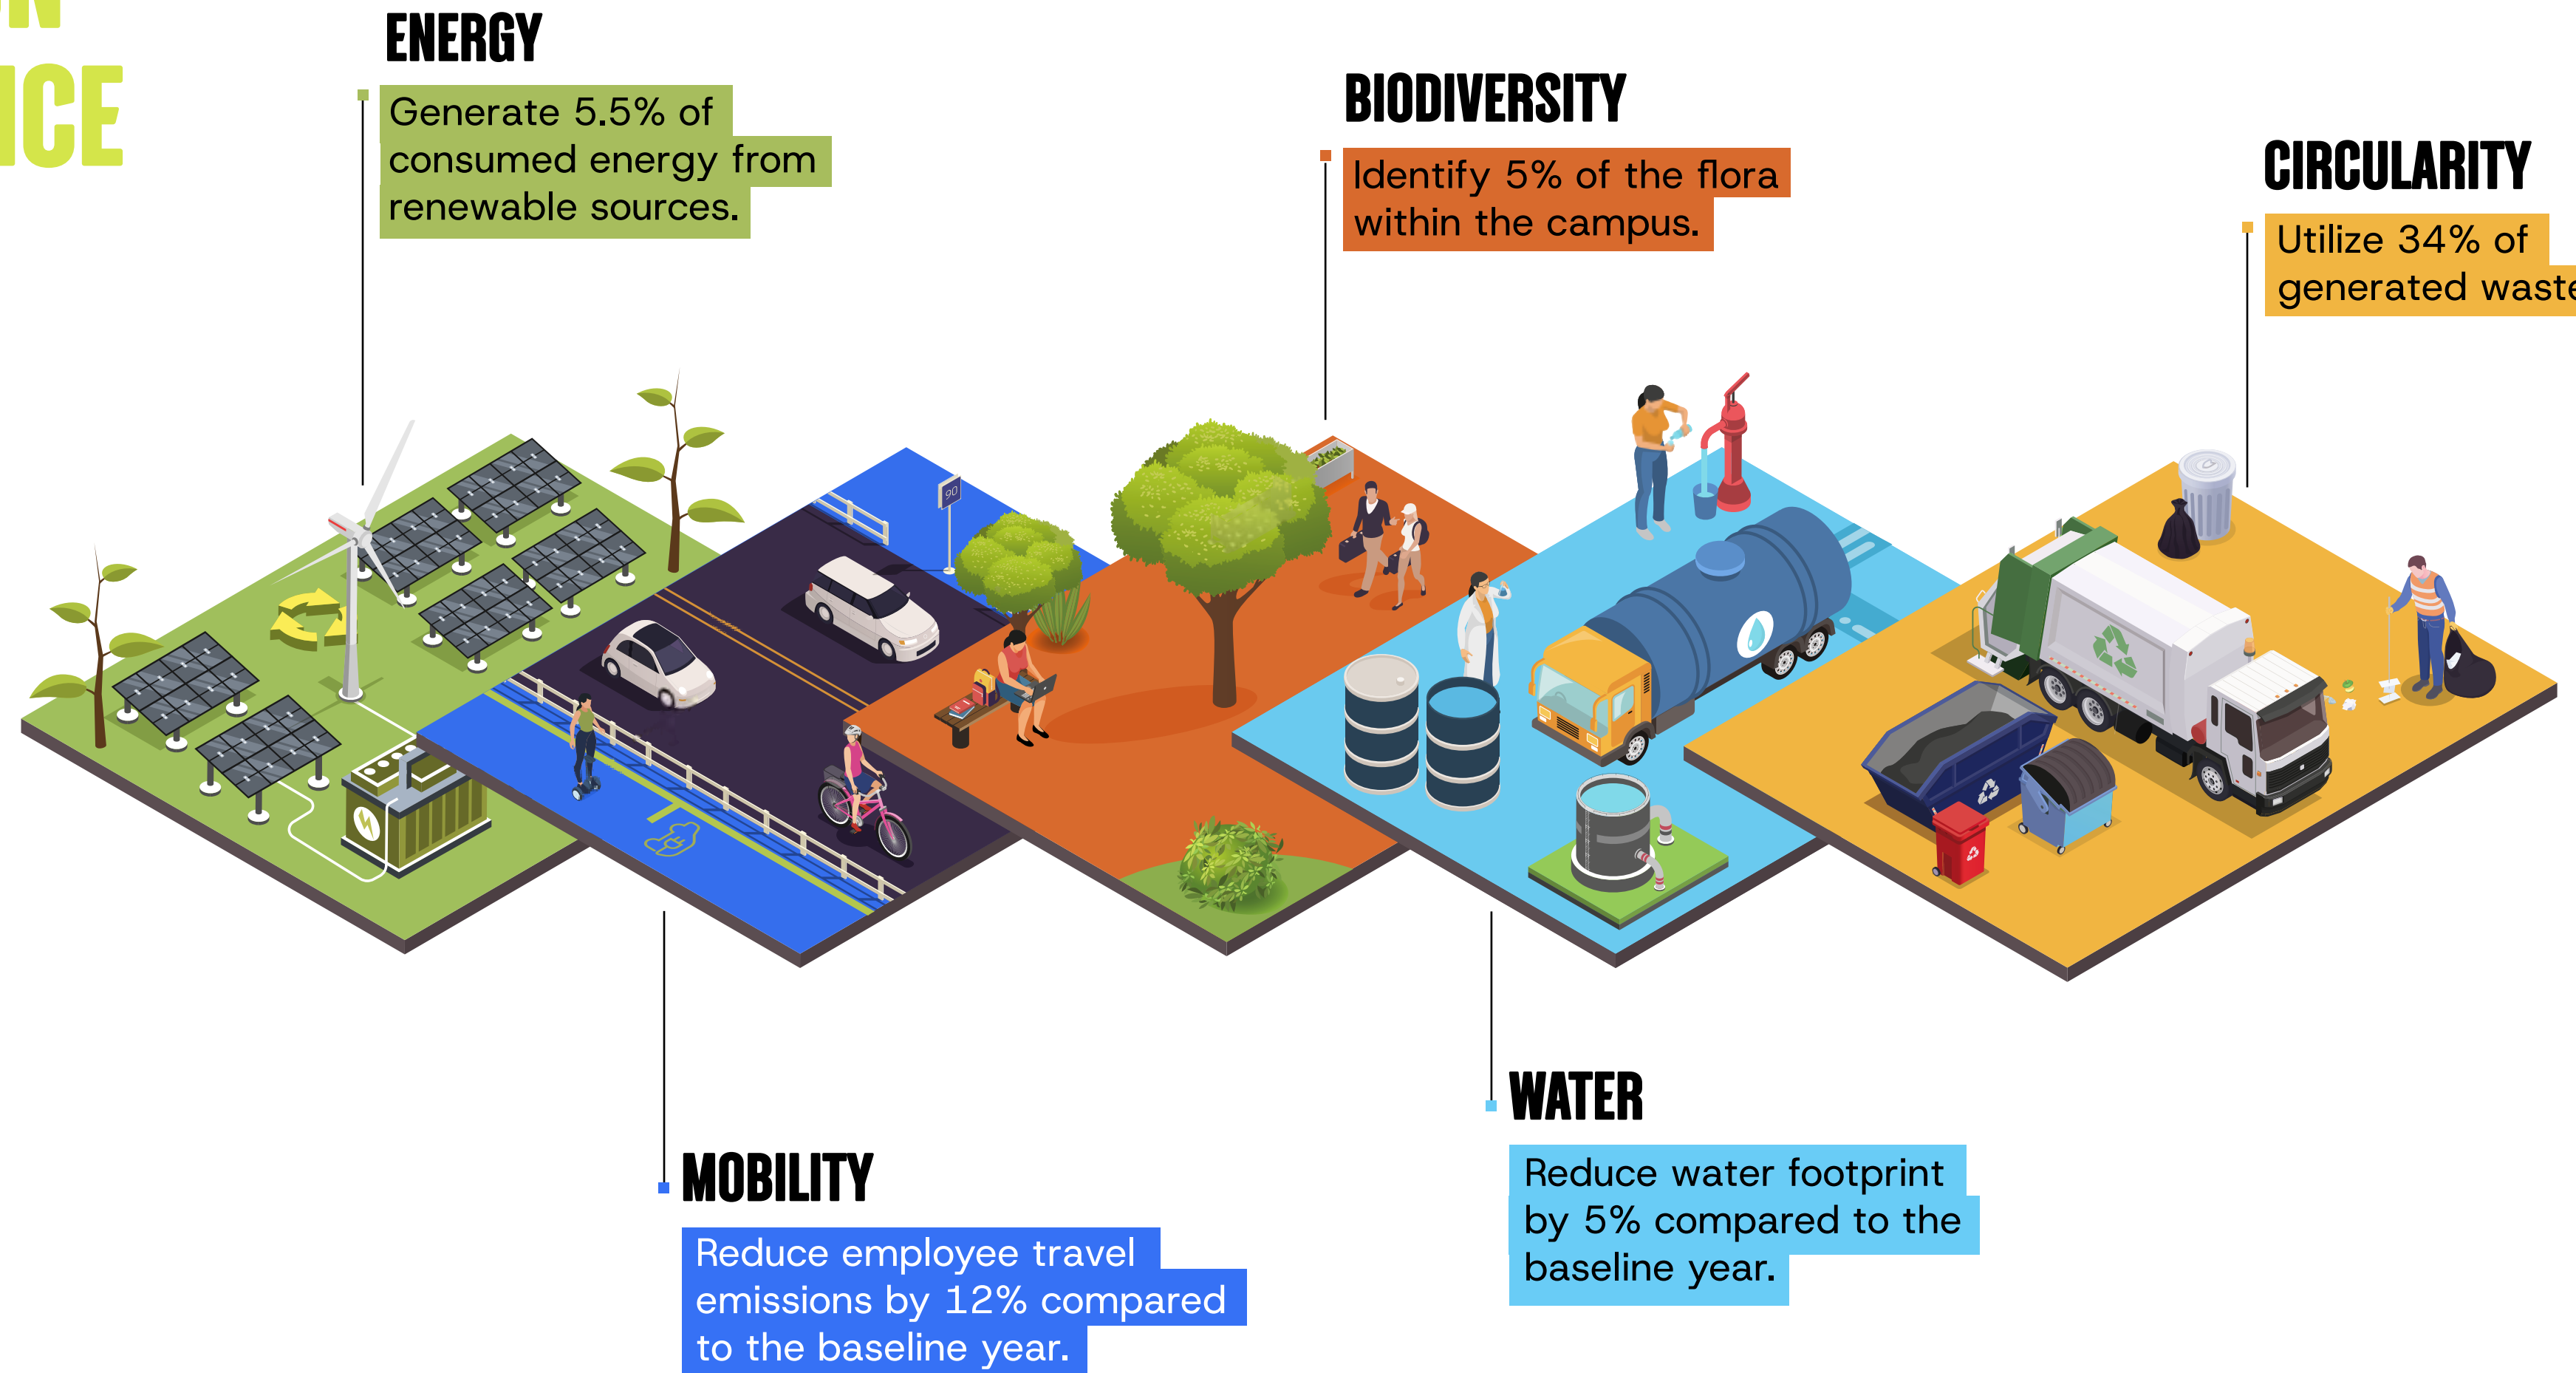 ICE
ENERGY
Generate 5.5% of
consumed energy from
renewable sources.
BIODIVERSITY
Identify 5% of the flora
within the campus.
CIRCULARITY
Utilize 34% of
generated waste
90
MOBILITY
Reduce employee travel
emissions by 12% compared
to the baseline year.
WATER
Reduce water footprint
by 5% compared to the
baseline year.